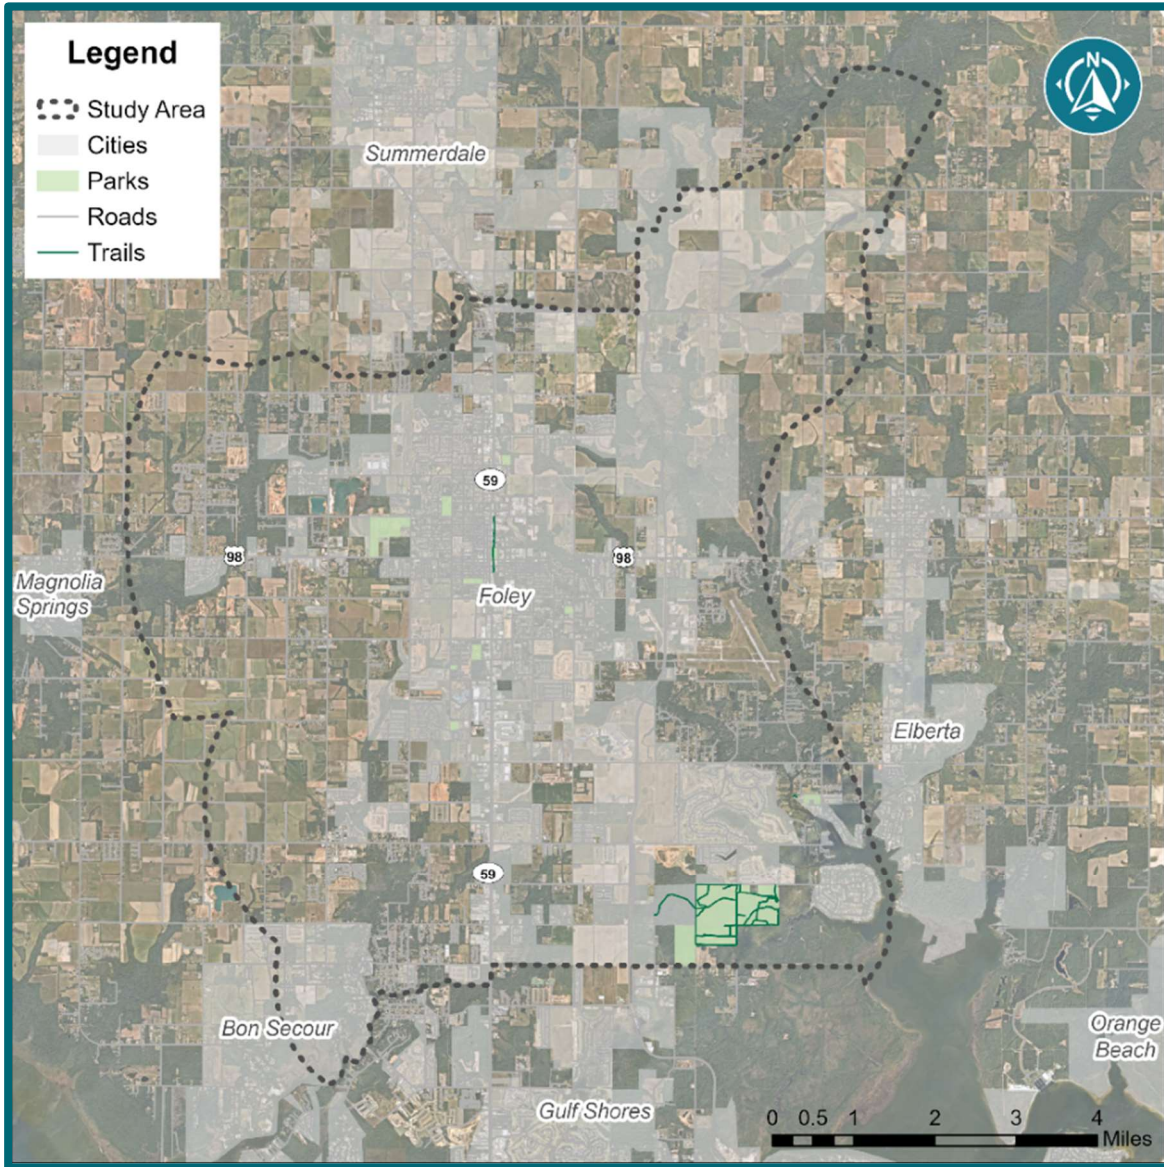 Legend
Study Area
Cities
Parks
Roads
Trails
N
Summerdale
59
98
98
Magnolia
Springs
Foley
Elberta
59
Bon Secour
Orange
Beach
Gulf Shores
0 0.5 1 2 3 4
Miles